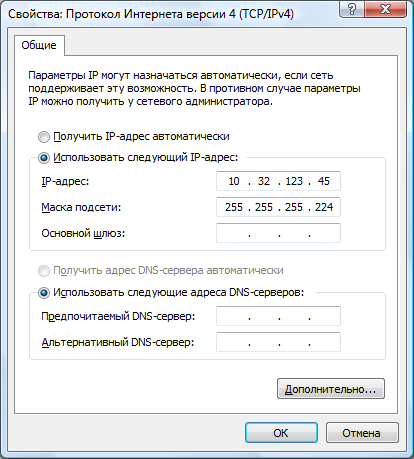 Свойства: Протокол Интернета версии 4 (TCP/IPv4)
Общие
Параметры IP могут назначаться автоматически, если сеть
поддерживает эту возможность. В противном случае параметры
IP можно получить у сетевого администратора.
Получить IP-адрес автоматически
Использовать следующий IP-адрес:
IP-адрес: 10 . 32 . 123 . 45
Маска подсети: 255 . 255 . 255 . 224
Основной шлюз: . . .
Получить адрес DNS-сервера автоматически
Использовать следующие адреса DNS-серверов:
Предпочитаемый DNS-сервер: . . .
Альтернативный DNS-сервер: . . .
Дополнительно...
ОК Отмена